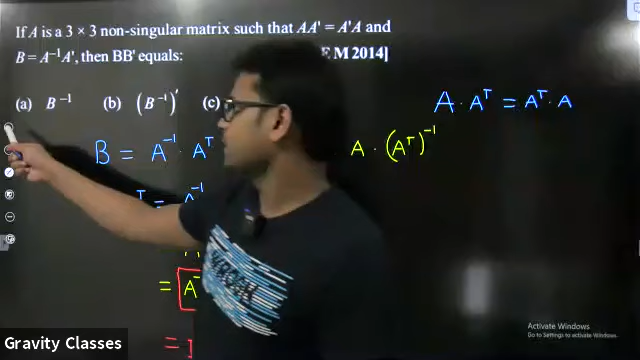 If A is a 3 × 3 non-singular matrix such that AA' = A'A and
B = A⁻¹A', then BB' equals: E M 2014]
(a) B⁻¹ (b) (B⁻¹)' (c)
A · Aᵀ = Aᵀ · A
B = A⁻¹ · Aᵀ A · (Aᵀ)⁻¹
ᵀ = A⁻¹
= A
=
Activate Windows
Go to Settings to activate Windows.
Gravity Classes